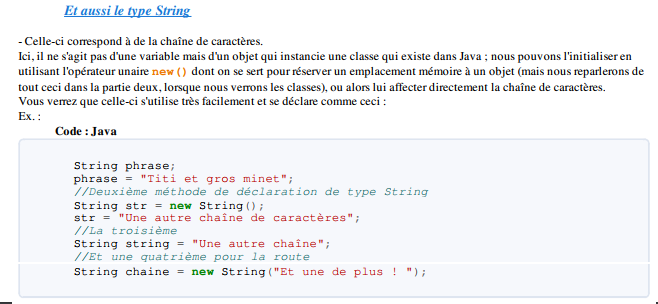 Et aussi le type String
- Celle-ci correspond à de la chaîne de caractères.
Ici, il ne s'agit pas d'une variable mais d'un objet qui instancie une classe qui existe dans Java ; nous pouvons l'initialiser en
utilisant l'opérateur unaire new() dont on se sert pour réserver un emplacement mémoire à un objet (mais nous reparlerons de
tout ceci dans la partie deux, lorsque nous verrons les classes), ou alors lui affecter directement la chaîne de caractères.
Vous verrez que celle-ci s'utilise très facilement et se déclare comme ceci :
Ex. :
Code : Java
String phrase;
phrase = "Titi et gros minet";
//Deuxième méthode de déclaration de type String
String str = new String();
str = "Une autre chaîne de caractères";
//La troisième
String string = "Une autre chaîne";
//Et une quatrième pour la route
String chaine = new String("Et une de plus ! ");